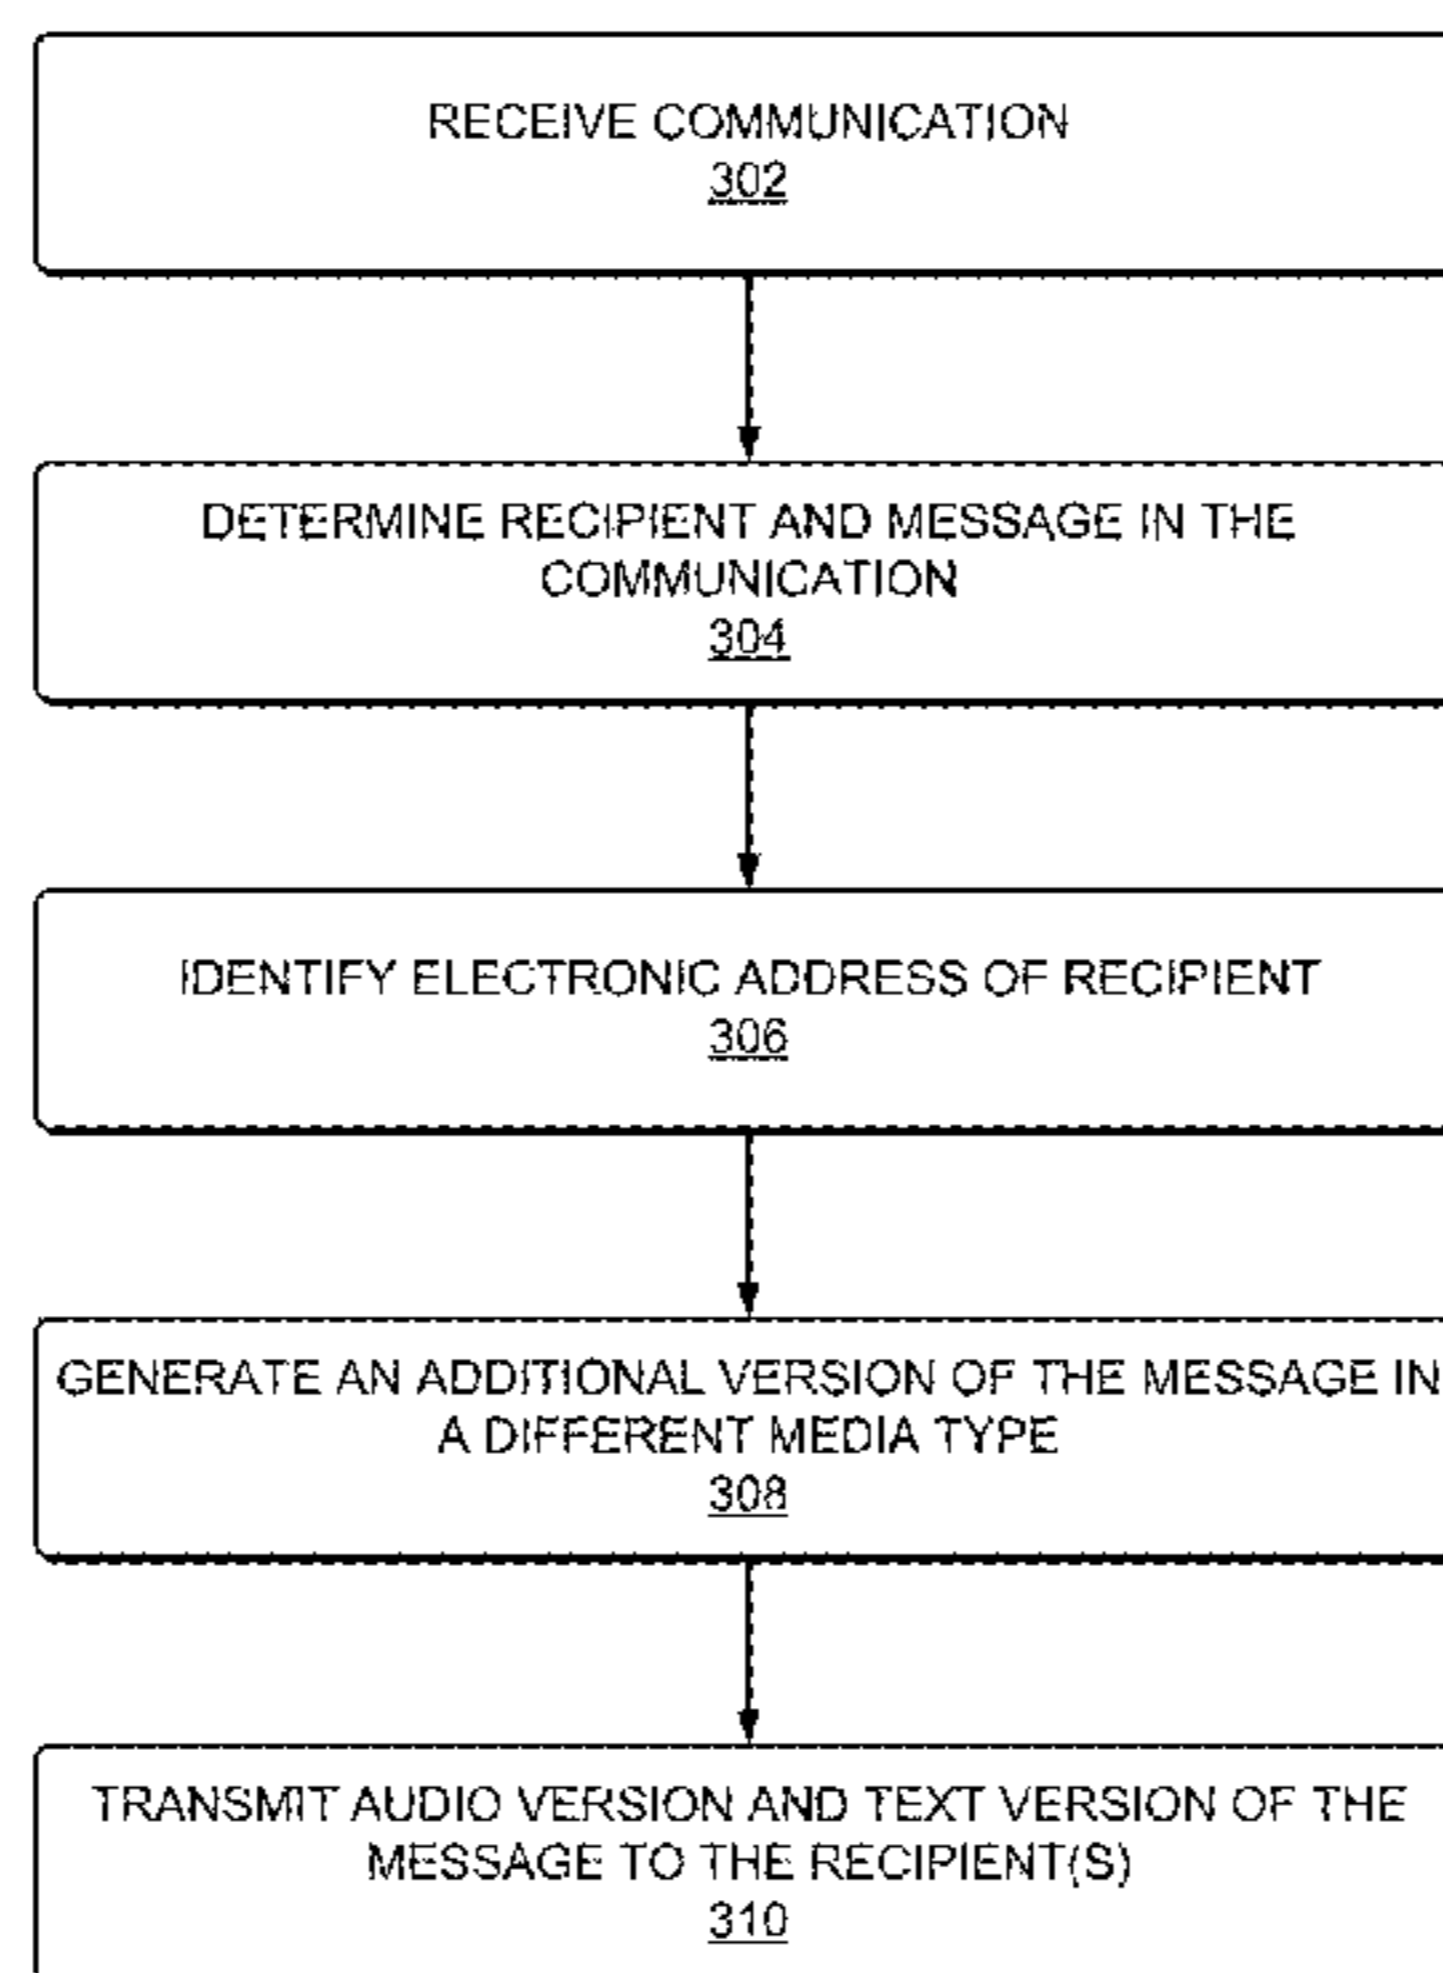 RECEIVE COMMUNICATION
302
DETERMINE RECIPIENT AND MESSAGE IN THE
COMMUNICATION
304
IDENTIFY ELECTRONIC ADDRESS OF RECIPIENT
306
GENERATE AN ADDITIONAL VERSION OF THE MESSAGE IN
A DIFFERENT MEDIA TYPE
308
TRANSMIT AUDIO VERSION AND TEXT VERSION OF THE
MESSAGE TO THE RECIPIENT(S)
310